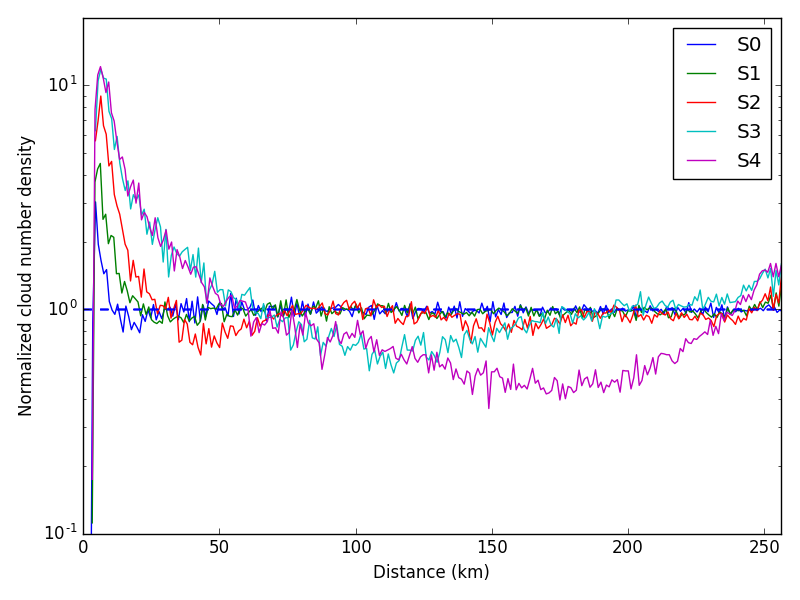 Normalized cloud number density
10^1
10^0
10^-1
S0
S1
S2
S3
S4
0 50 100 150 200 250
Distance (km)